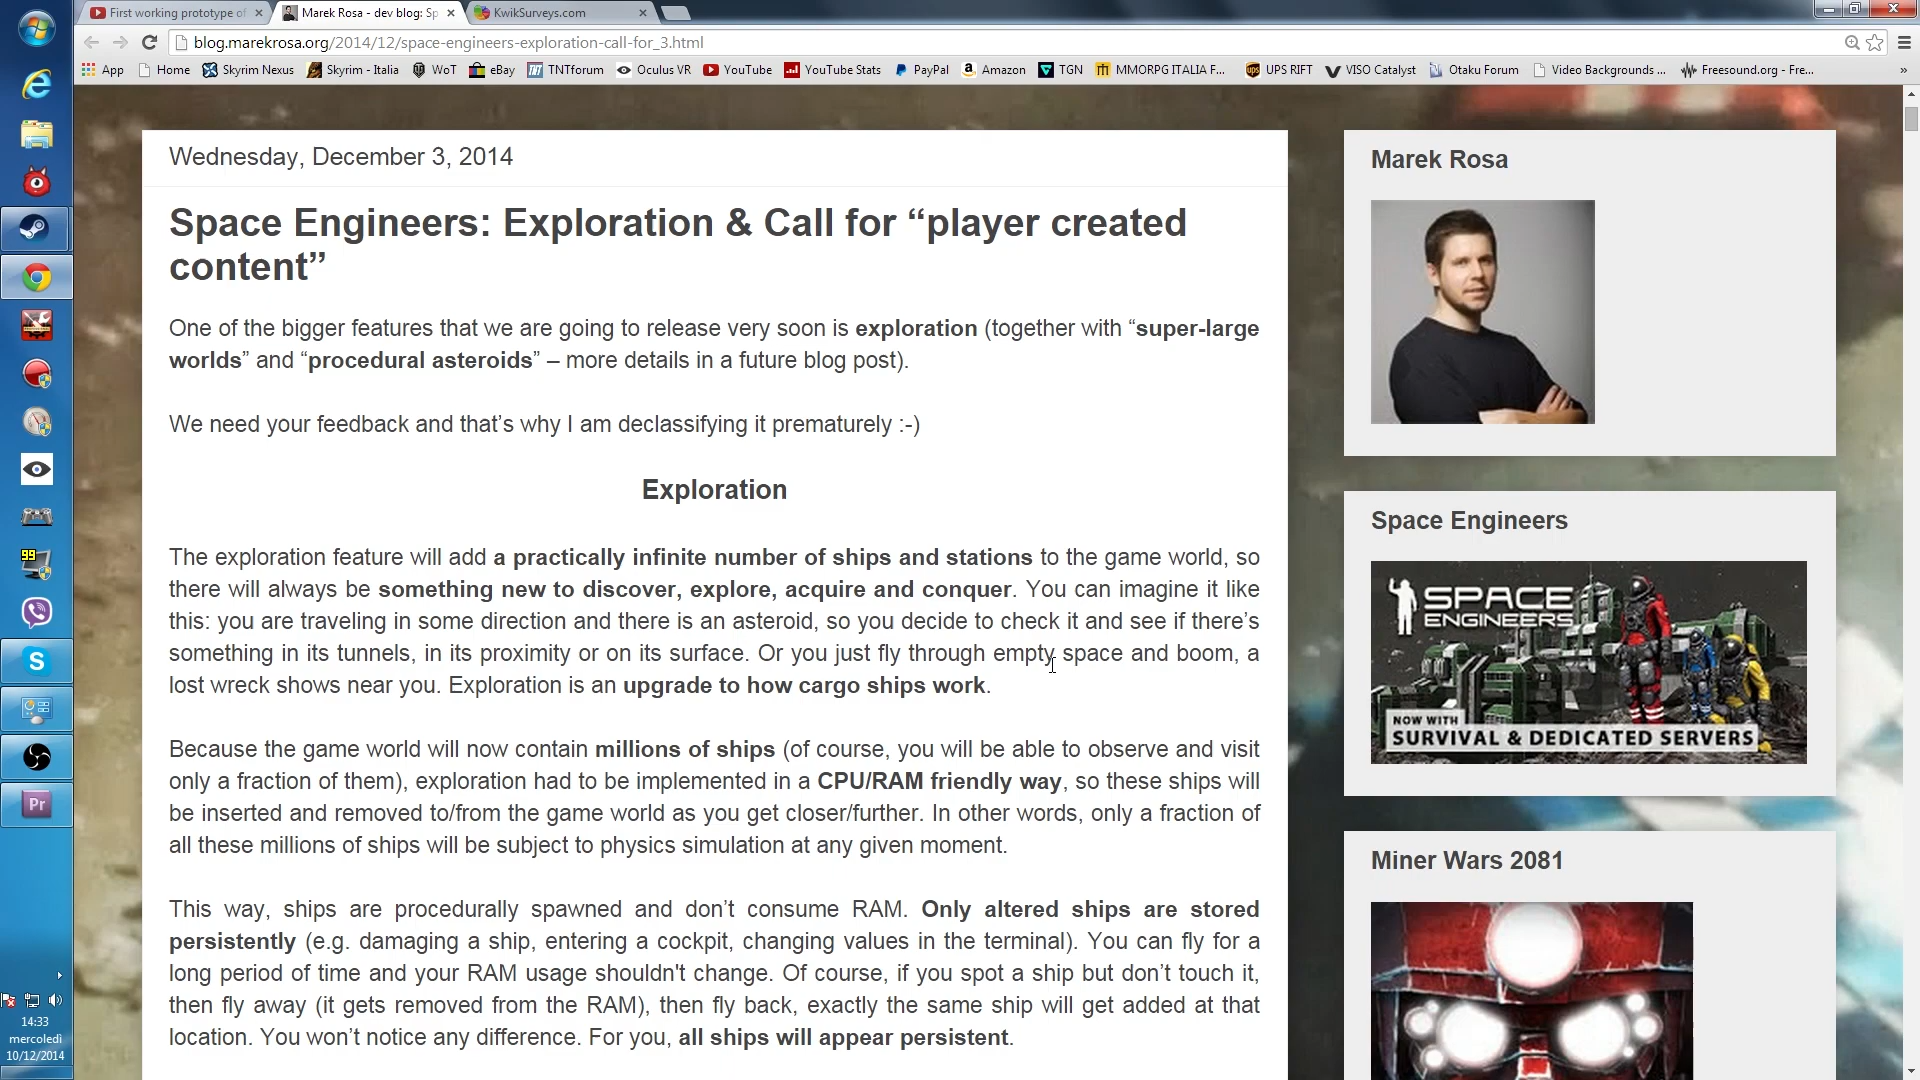 First working prototype of
Marek Rosa - dev blog: Sp
KwikSurveys.com
blog.marekrosa.org/2014/12/space-engineers-exploration-call-for_3.html
App
Home
Skyrim Nexus
Skyrim - Italia
WoT
eBay
TNTforum
Oculus VR
YouTube
YouTube Stats
PayPal
Amazon
TGN
MMORPG ITALIA F...
UPS RIFT
VISO Catalyst
Otaku Forum
Video Backgrounds ...
Freesound.org - Fre...
»
Wednesday, December 3, 2014
Space Engineers: Exploration & Call for “player created
content”
One of the bigger features that we are going to release very soon is exploration (together with “super-large
worlds” and “procedural asteroids” – more details in a future blog post).
We need your feedback and that’s why I am declassifying it prematurely :-)
Exploration
The exploration feature will add a practically infinite number of ships and stations to the game world, so
there will always be something new to discover, explore, acquire and conquer. You can imagine it like
this: you are traveling in some direction and there is an asteroid, so you decide to check it and see if there’s
something in its tunnels, in its proximity or on its surface. Or you just fly through empty space and boom, a
lost wreck shows near you. Exploration is an upgrade to how cargo ships work.
Because the game world will now contain millions of ships (of course, you will be able to observe and visit
only a fraction of them), exploration had to be implemented in a CPU/RAM friendly way, so these ships will
be inserted and removed to/from the game world as you get closer/further. In other words, only a fraction of
all these millions of ships will be subject to physics simulation at any given moment.
This way, ships are procedurally spawned and don’t consume RAM. Only altered ships are stored
persistently (e.g. damaging a ship, entering a cockpit, changing values in the terminal). You can fly for a
long period of time and your RAM usage shouldn't change. Of course, if you spot a ship but don’t touch it,
then fly away (it gets removed from the RAM), then fly back, exactly the same ship will get added at that
location. You won’t notice any difference. For you, all ships will appear persistent.
Marek Rosa
Space Engineers
SPACE
ENGINEERS
NOW WITH
SURVIVAL & DEDICATED SERVERS
Miner Wars 2081
99
S
Pr
14:33
mercoledì
10/12/2014